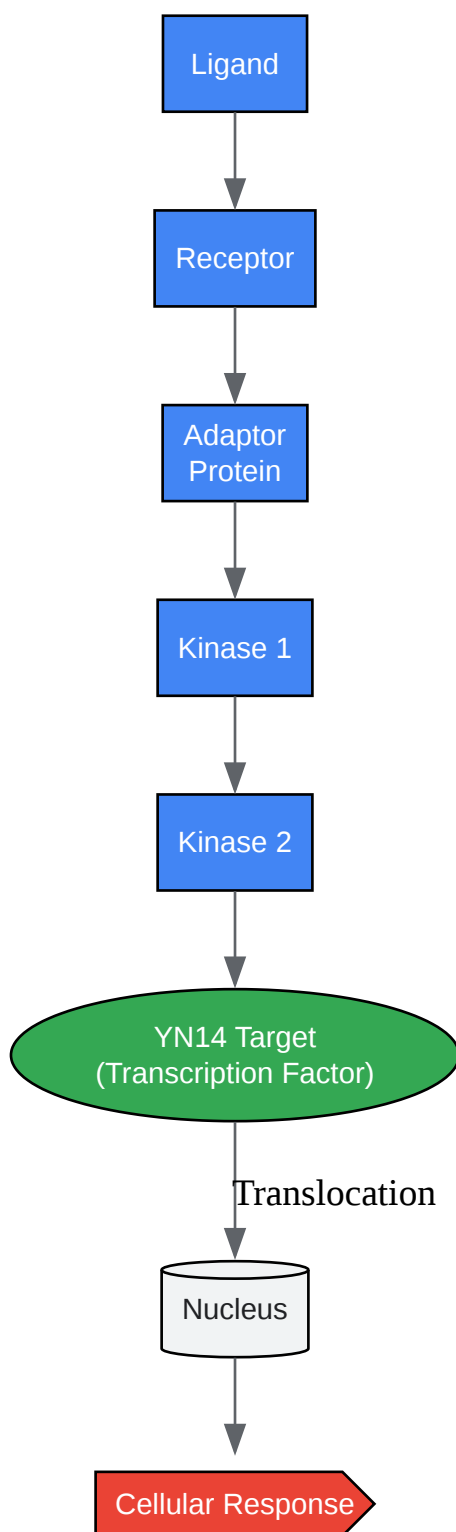 Ligand
Receptor
Adaptor
Protein
Kinase 1
Kinase 2
YN14 Target
(Transcription Factor)
Translocation
Nucleus
Cellular Response